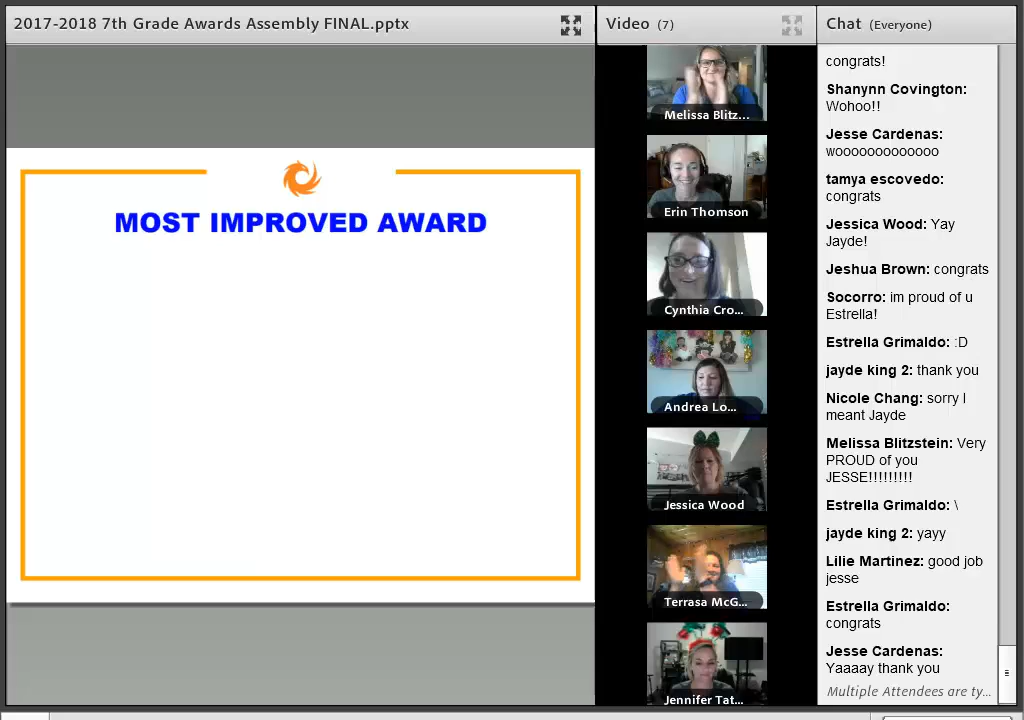 2017-2018 7th Grade Awards Assembly FINAL.pptx
MOST IMPROVED AWARD
Video (7)
Melissa Blitz...
Erin Thomson
Cynthia Cro...
Andrea Lo...
Jessica Wood
Terrasa McG...
Jennifer Tat...
Chat (Everyone)
congrats!
Shanynn Covington:
Wohoo!!
Jesse Cardenas:
wooooooooooooo
tamya escovedo:
congrats
Jessica Wood: Yay
Jayde!
Jeshua Brown: congrats
Socorro: im proud of u
Estrella!
Estrella Grimaldo: :D
jayde king 2: thank you
Nicole Chang: sorry I
meant Jayde
Melissa Blitzstein: Very
PROUD of you
JESSE!!!!!!!!!
Estrella Grimaldo: \
jayde king 2: yayy
Lilie Martinez: good job
jesse
Estrella Grimaldo:
congrats
Jesse Cardenas:
Yaaaay thank you
Multiple Attendees are ty...